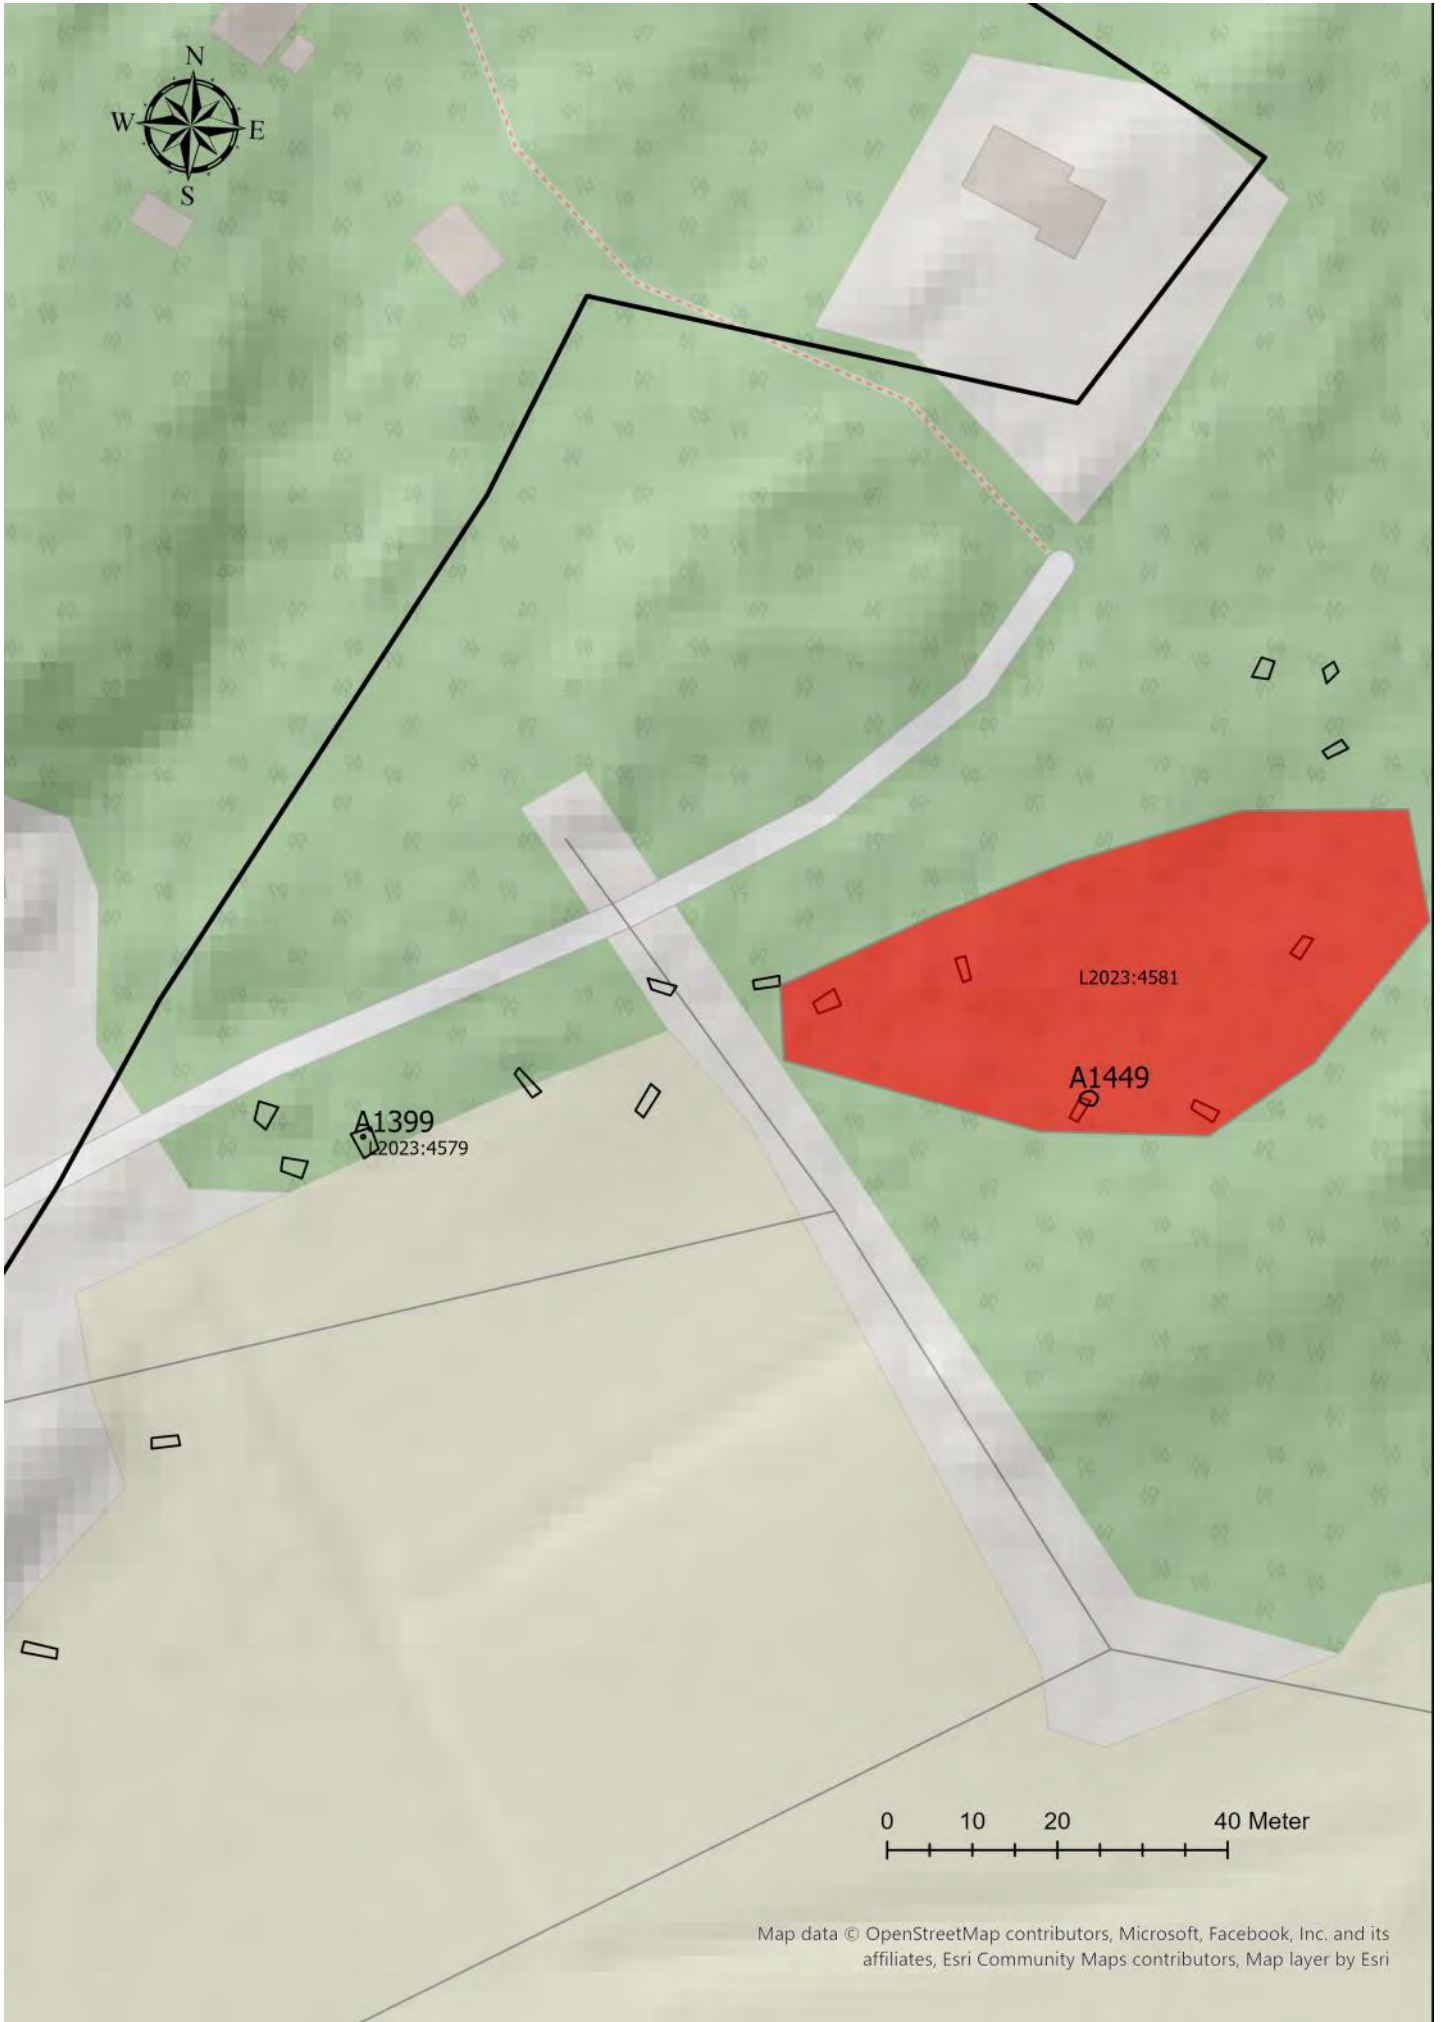 N
W E
S
L2023:4581
A1449
A1399
L2023:4579
0 10 20 40 Meter
Map data © OpenStreetMap contributors, Microsoft, Facebook, Inc. and its
affiliates, Esri Community Maps contributors, Map layer by Esri